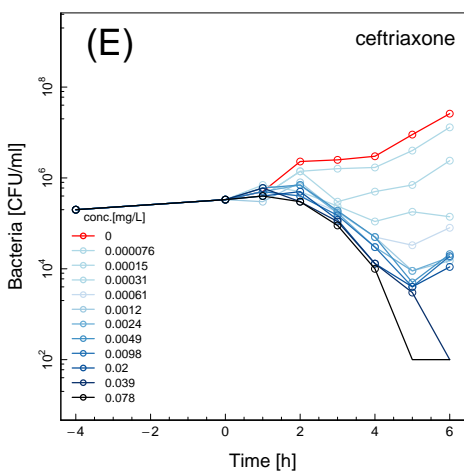 (E)
ceftriaxone
Bacteria [CFU/ml]
10^8
10^6
10^4
10^2
conc.[mg/L]
0
0.000076
0.00015
0.00031
0.00061
0.0012
0.0024
0.0049
0.0098
0.02
0.039
0.078
−4 −2 0 2 4 6
Time [h]